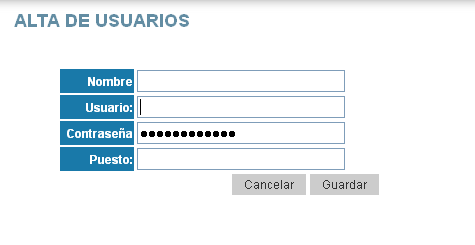 ALTA DE USUARIOS
Nombre
Usuario:
Contraseña ●●●●●●●●●●●●
Puesto:
Cancelar Guardar